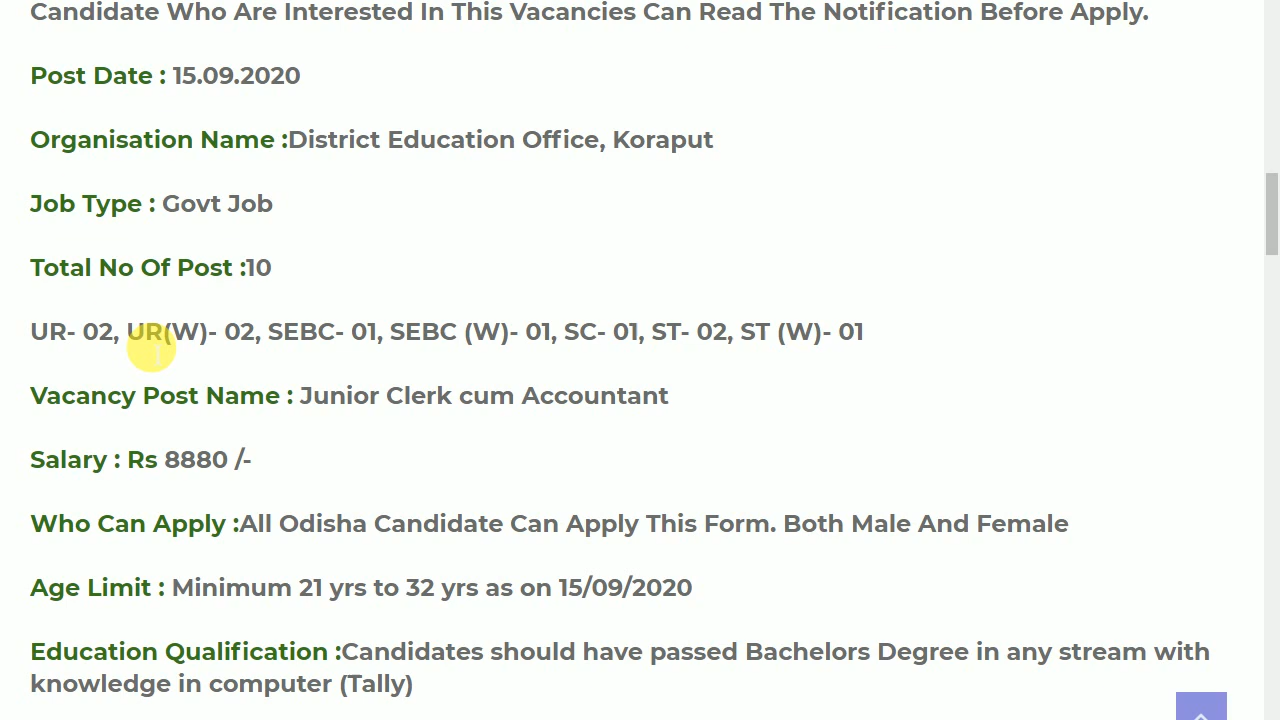 Candidate Who Are Interested In This Vacancies Can Read The Notification Before Apply.
Post Date : 15.09.2020
Organisation Name :District Education Office, Koraput
Job Type : Govt Job
Total No Of Post :10
UR- 02, UR(W)- 02, SEBC- 01, SEBC (W)- 01, SC- 01, ST- 02, ST (W)- 01
Vacancy Post Name : Junior Clerk cum Accountant
Salary : Rs 8880 /-
Who Can Apply :All Odisha Candidate Can Apply This Form. Both Male And Female
Age Limit : Minimum 21 yrs to 32 yrs as on 15/09/2020
Education Qualification :Candidates should have passed Bachelors Degree in any stream with
knowledge in computer (Tally)